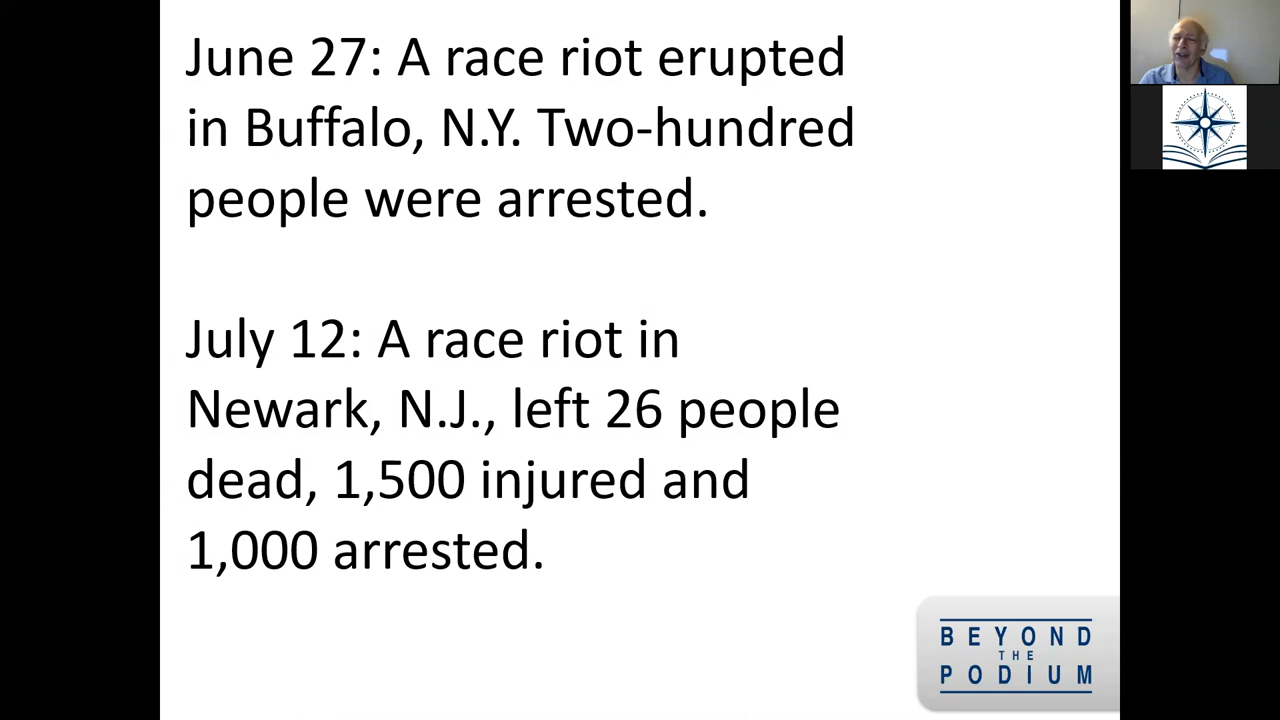 June 27: A race riot erupted
in Buffalo, N.Y. Two-hundred
people were arrested.
July 12: A race riot in
Newark, N.J., left 26 people
dead, 1,500 injured and
1,000 arrested.
BEYOND
THE
PODIUM